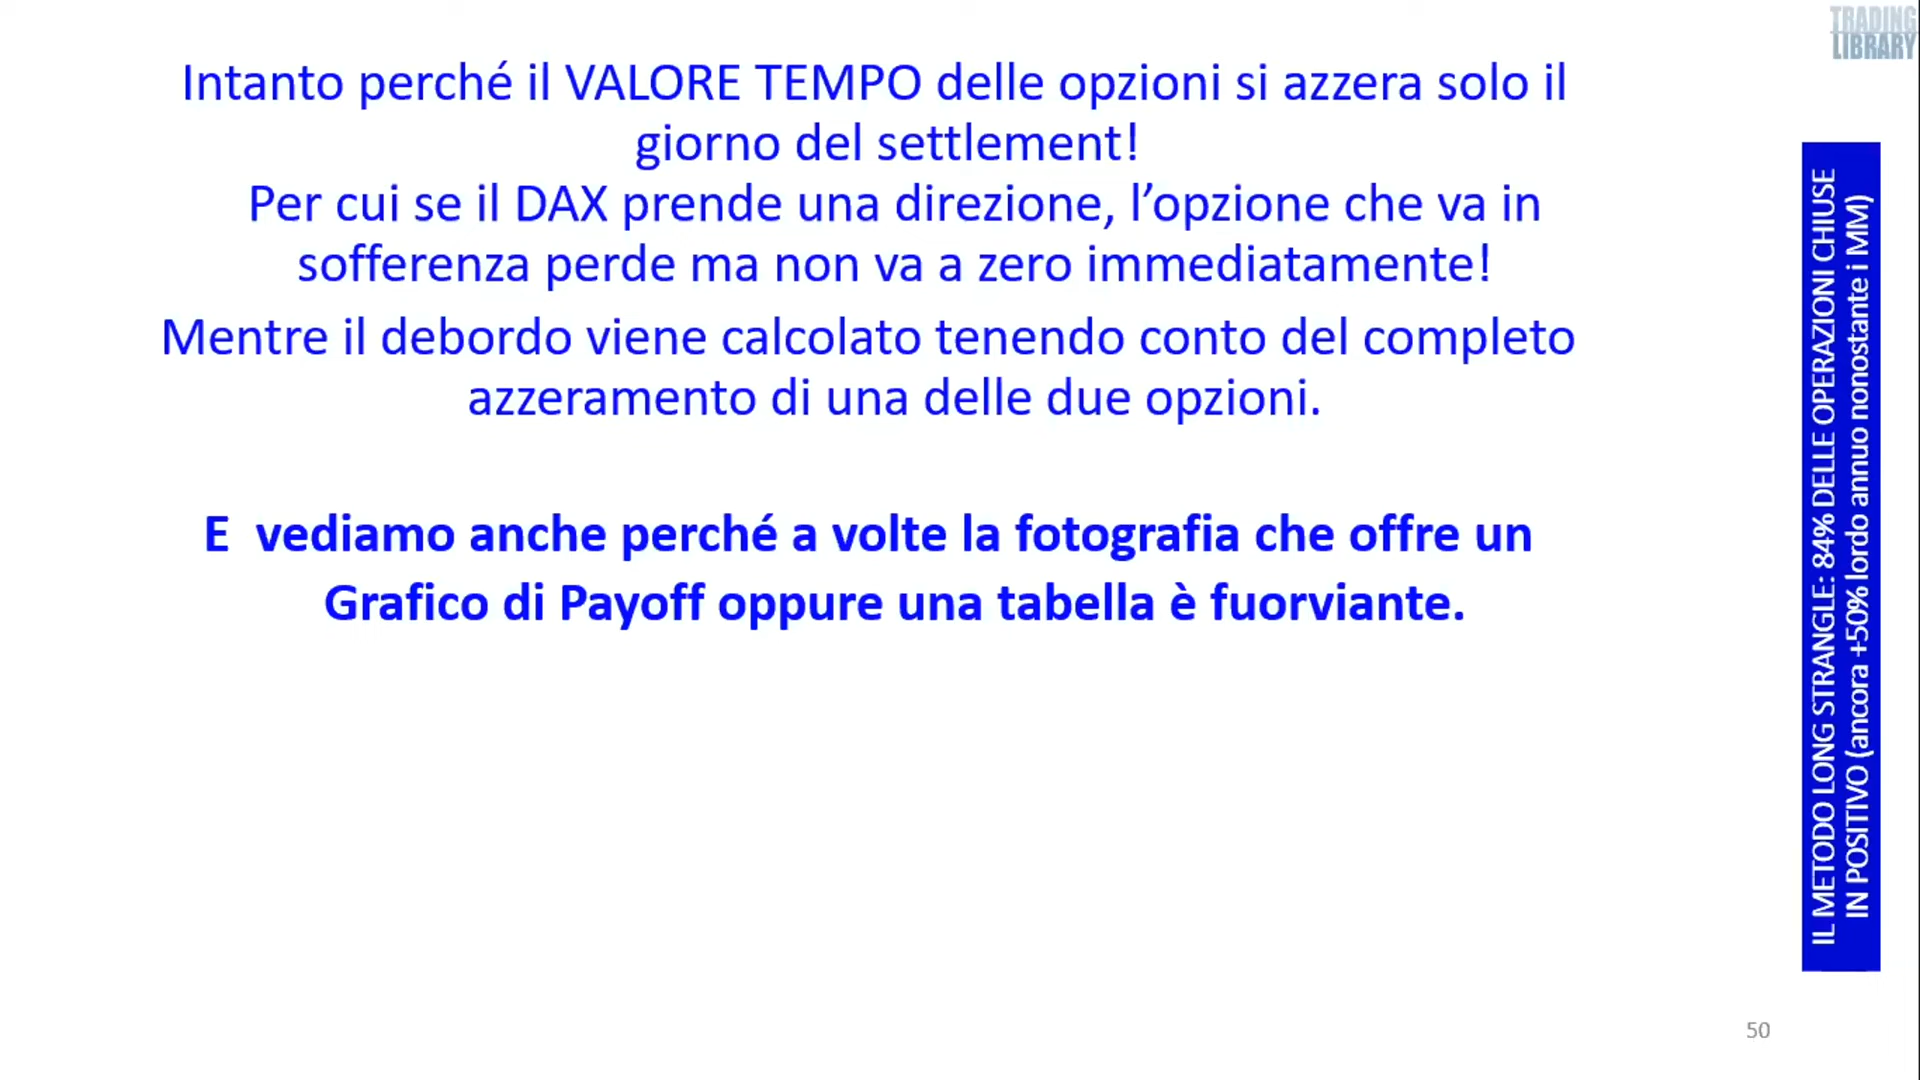 TRADING
LIBRARY
Intanto perché il VALORE TEMPO delle opzioni si azzera solo il
giorno del settlement!
Per cui se il DAX prende una direzione, l’opzione che va in
sofferenza perde ma non va a zero immediatamente!
Mentre il debordo viene calcolato tenendo conto del completo
azzeramento di una delle due opzioni.
E  vediamo anche perché a volte la fotografia che offre un
Grafico di Payoff oppure una tabella è fuorviante.
IL METODO LONG STRANGLE: 84% DELLE OPERAZIONI CHIUSE
IN POSITIVO (ancora +50% lordo annuo nonostante i MM)
50